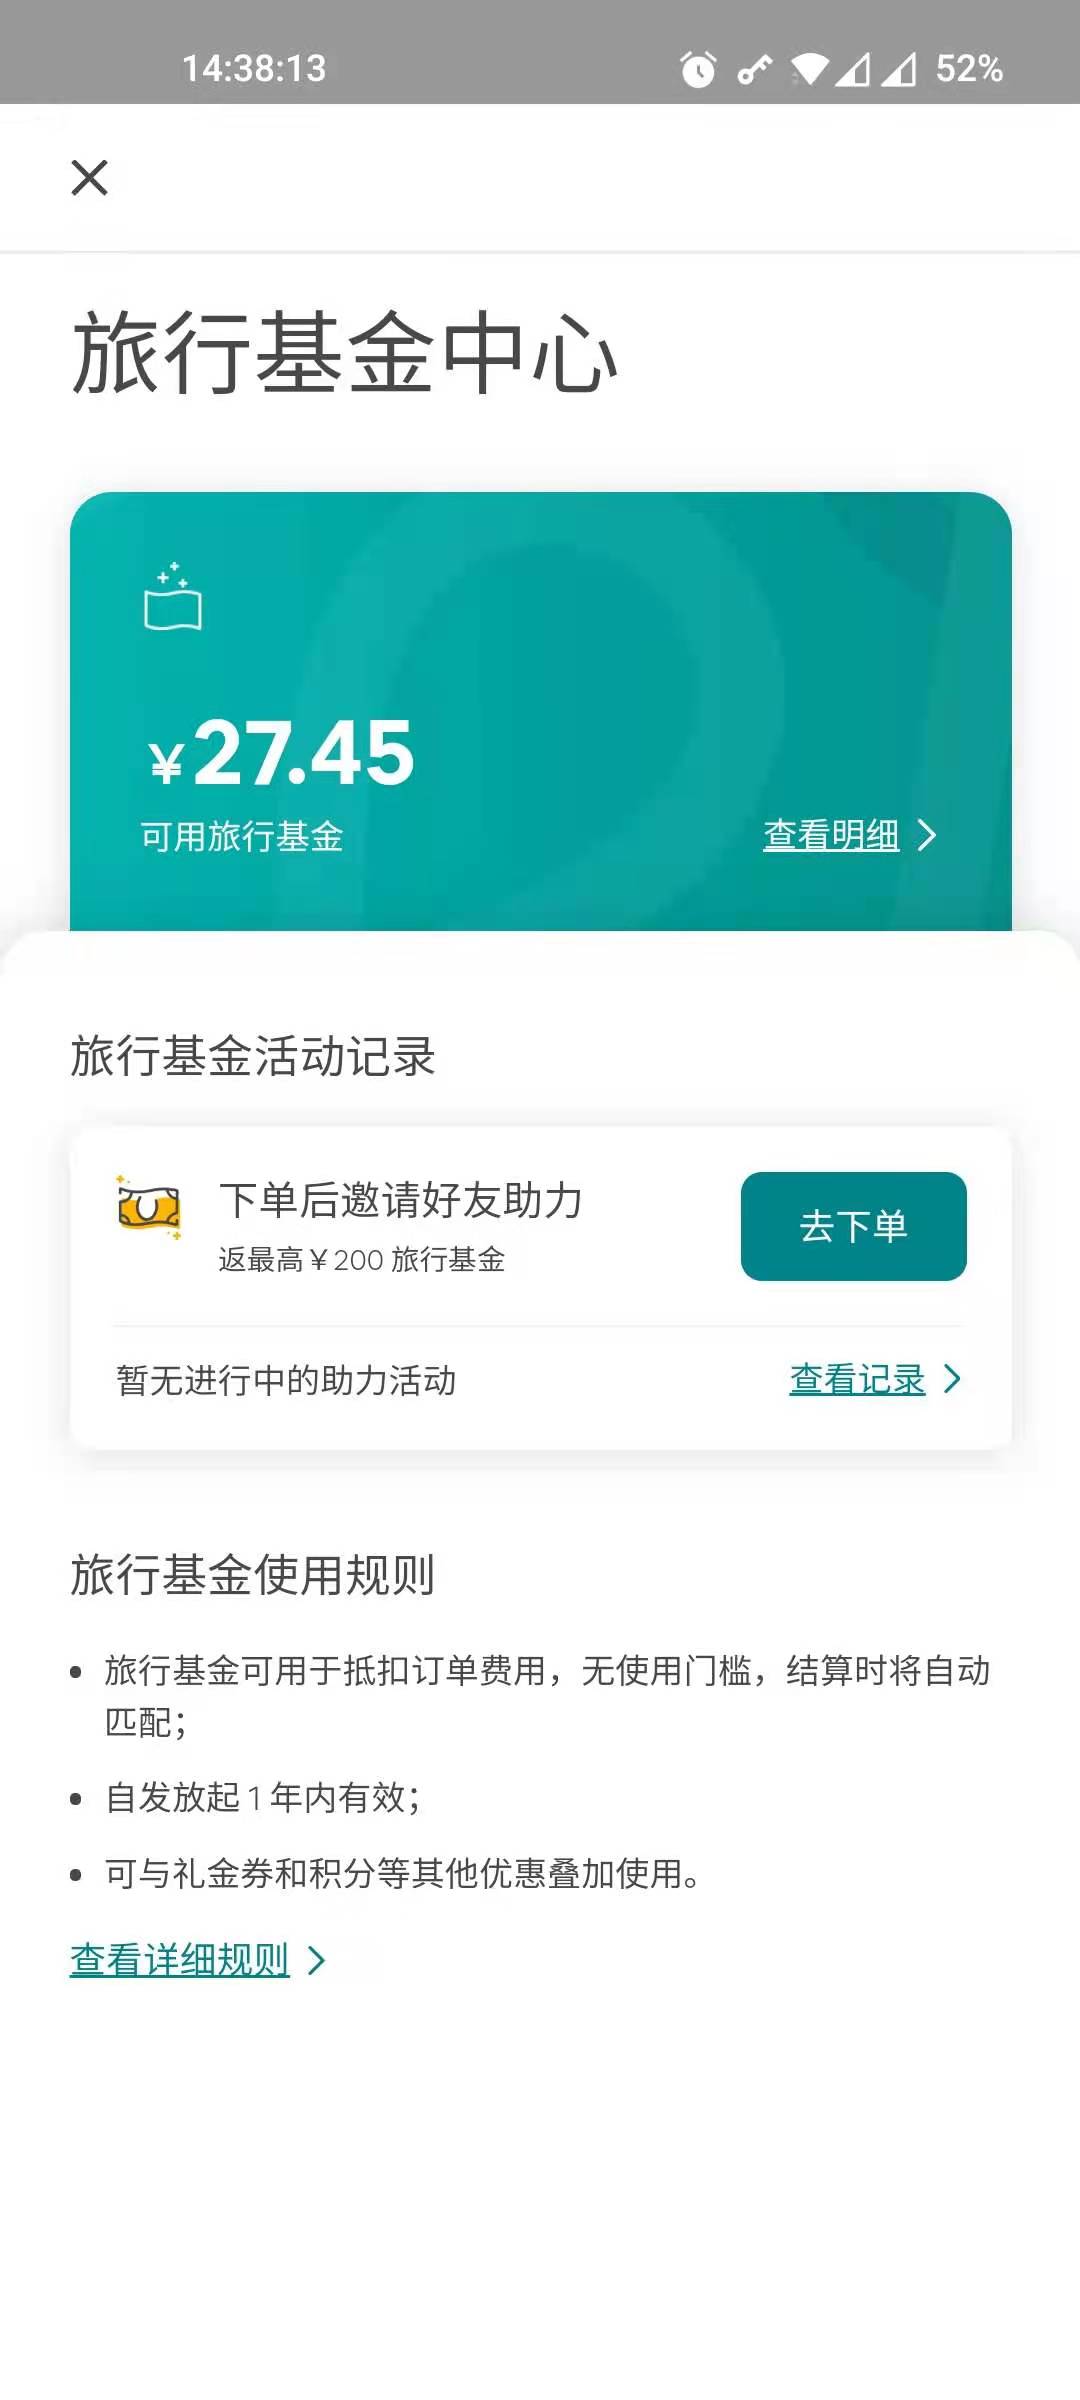 14:38:13
52%
旅行基金中心
¥27.45
可用旅行基金
查看明细
旅行基金活动记录
下单后邀请好友助力
返最高¥200 旅行基金
去下单
暂无进行中的助力活动
查看记录
旅行基金使用规则
• 旅行基金可用于抵扣订单费用，无使用门槛，结算时将自动
匹配；
• 自发放起 1 年内有效；
• 可与礼金券和积分等其他优惠叠加使用。
查看详细规则